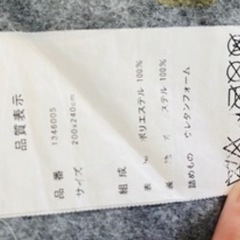 品質表示
品番 1346005
サイズ 200x240cm
組成
表 ポリエステル 100%
裏 ポリエステル 100%
詰めもの ウレタンフォーム